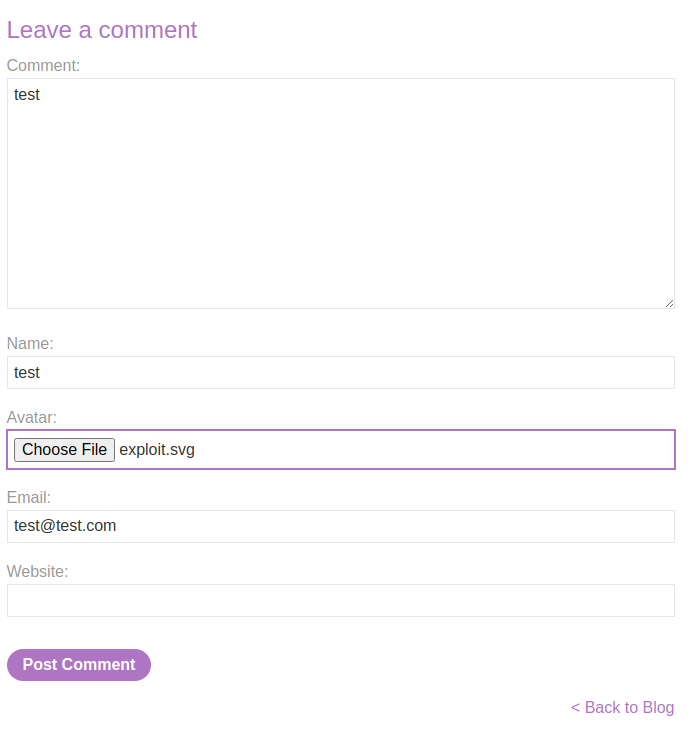 Leave a comment
Comment:
test
Name:
test
Avatar:
Choose File exploit.svg
Email:
test@test.com
Website:
Post Comment
< Back to Blog